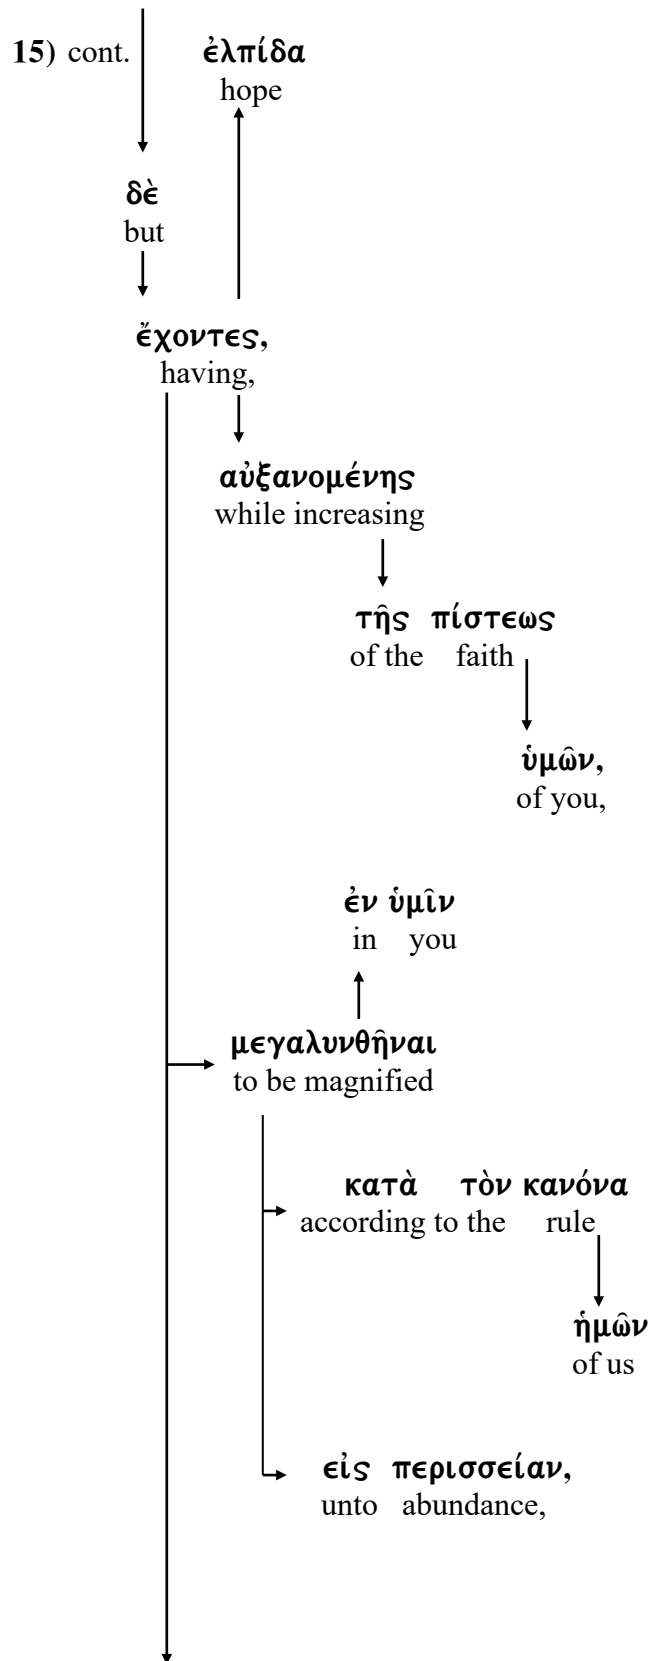 15) cont. ἐλπίδα
hope
δὲ
but
ἔχοντες,
having,
αὐξανομένης
while increasing
τῆς πίστεως
of the faith
ὑμῶν,
of you,
ἐν ὑμῖν
in you
μεγαλυνθῆναι
to be magnified
κατὰ τὸν κανόνα
according to the rule
ἡμῶν
of us
εἰς περισσείαν,
unto abundance,